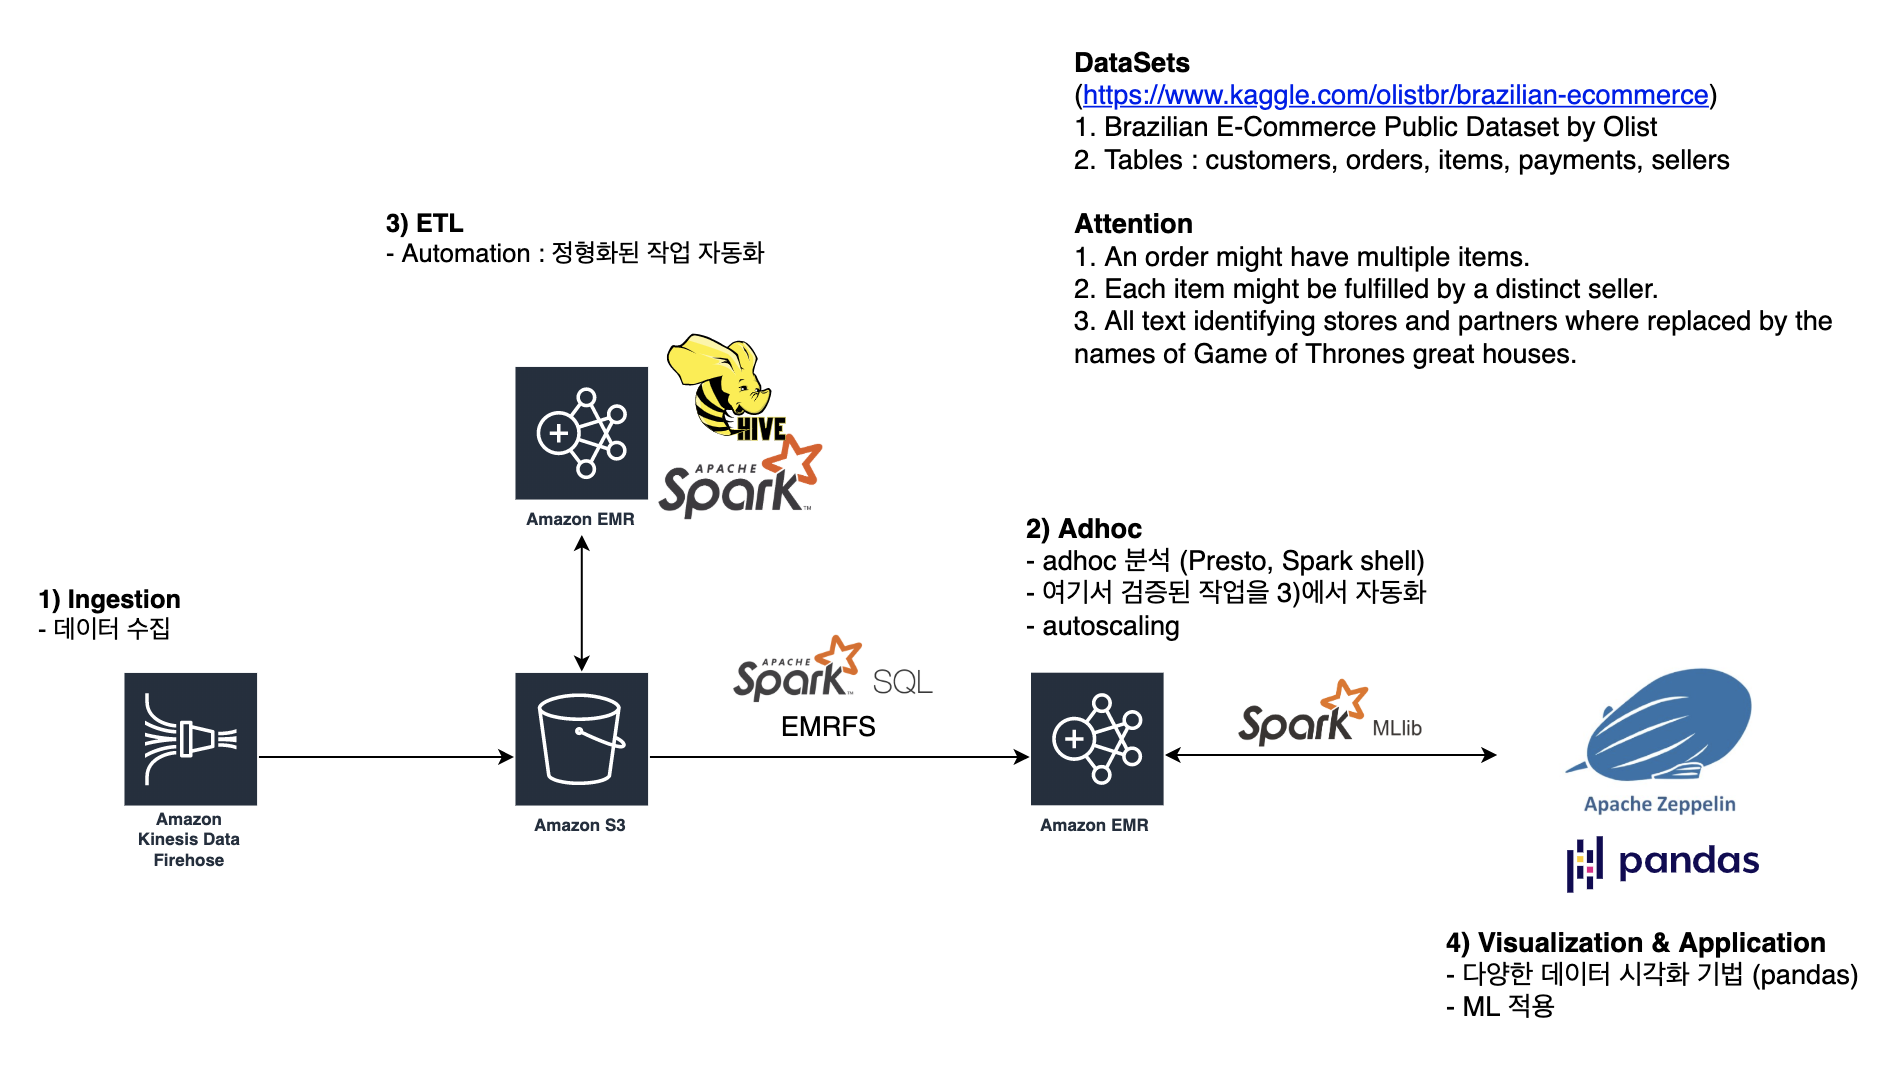 DataSets
(https://www.kaggle.com/olistbr/brazilian-ecommerce)
1. Brazilian E-Commerce Public Dataset by Olist
2. Tables : customers, orders, items, payments, sellers
Attention
1. An order might have multiple items.
2. Each item might be fulfilled by a distinct seller.
3. All text identifying stores and partners where replaced by the
names of Game of Thrones great houses.
3) ETL
- Automation : 정형화된 작업 자동화
HIVE
APACHE
Spark™
Amazon EMR
1) Ingestion
- 데이터 수집
Amazon
Kinesis Data
Firehose
Amazon S3
APACHE
Spark™ SQL
EMRFS
2) Adhoc
- adhoc 분석 (Presto, Spark shell)
- 여기서 검증된 작업을 3)에서 자동화
- autoscaling
Amazon EMR
Spark MLlib
Apache Zeppelin
pandas
4) Visualization & Application
- 다양한 데이터 시각화 기법 (pandas)
- ML 적용